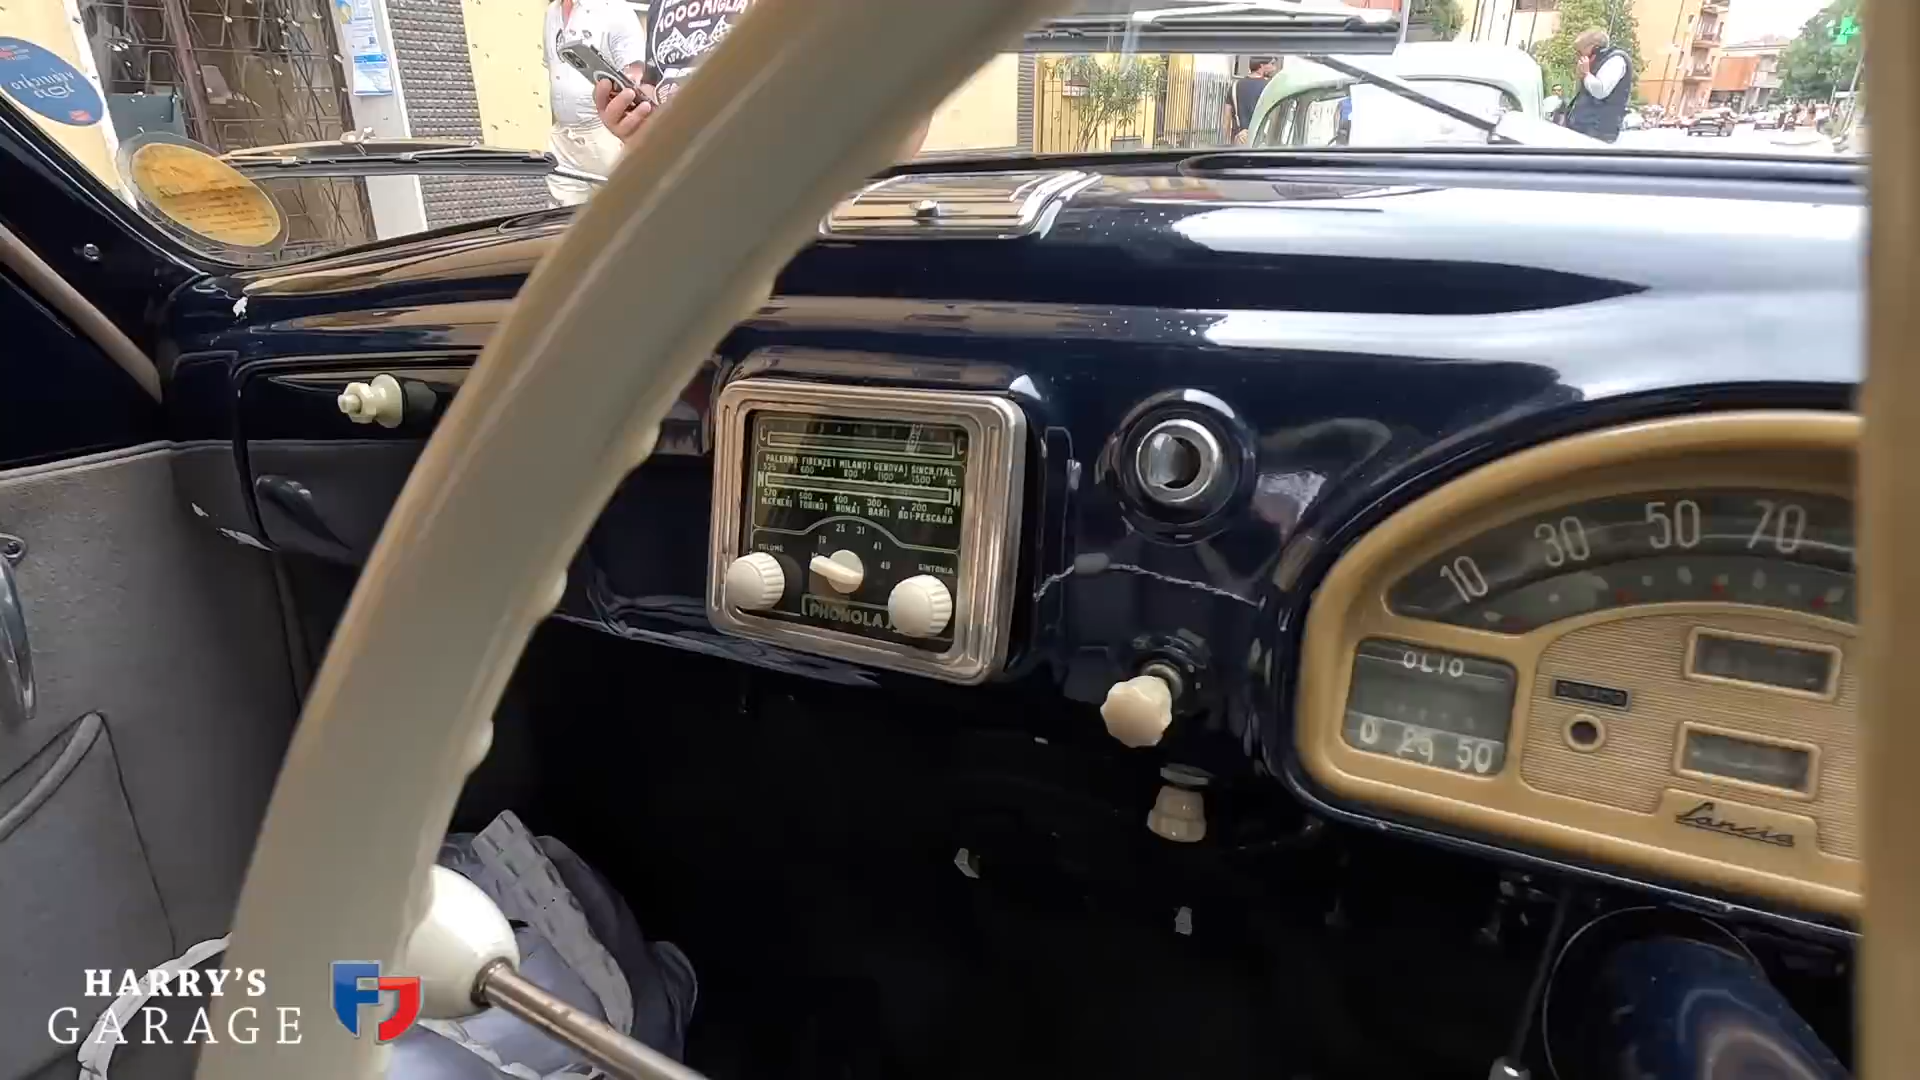 1000 MIGLIA
PALERMO FIRENZE I MILANO I GENOVA I SINCR.ITAL.
525 600 800 1100 1500 Kc
N N
570 500 400 300 200 m
M.CENERI TORINO I ROMA I BARI I BO I-PESCARA
19 25 31 41 49
VOLUME
SINTONIA
PHONOLA
10 30 50 70
OLIO
0 25 50
Lancia
HARRY'S
GARAGE